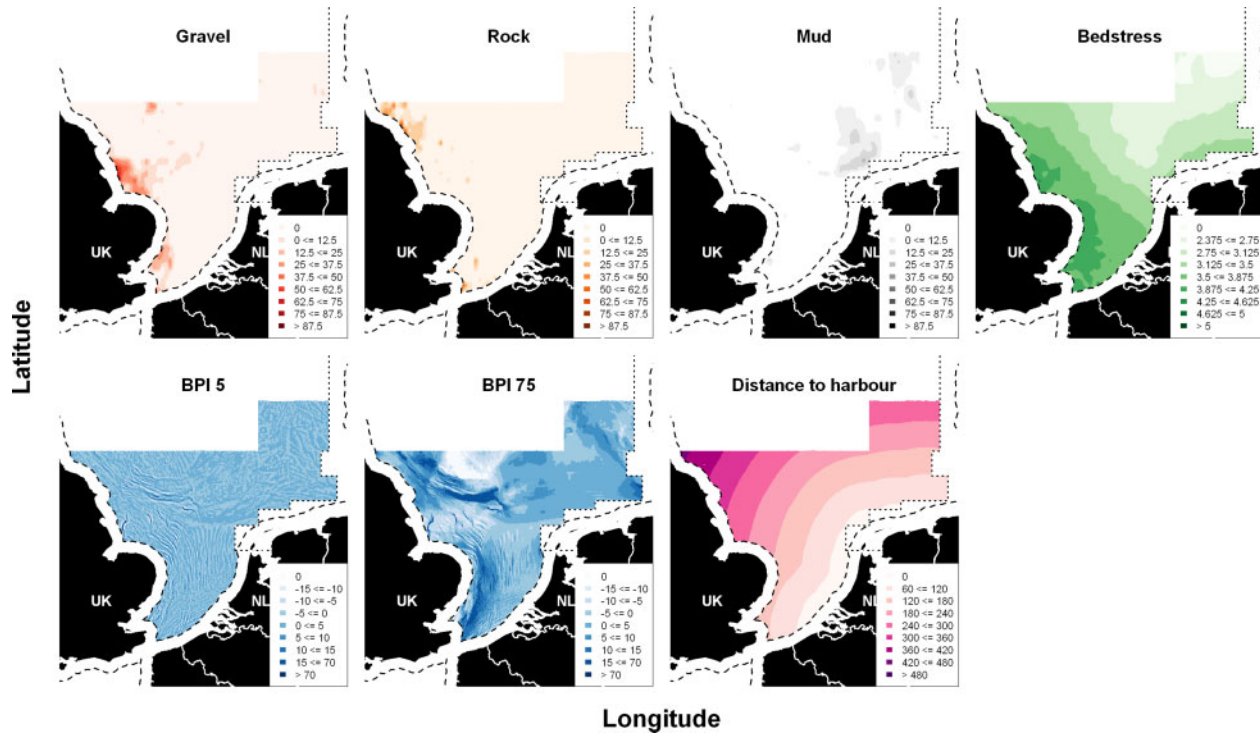 Gravel
Rock
Mud
Bedstress
UK
NL
0
0 <= 12.5
12.5 <= 25
25 <= 37.5
37.5 <= 50
50 <= 62.5
62.5 <= 75
75 <= 87.5
> 87.5
UK
NL
0
0 <= 12.5
12.5 <= 25
25 <= 37.5
37.5 <= 50
50 <= 62.5
62.5 <= 75
75 <= 87.5
> 87.5
UK
NL
0
0 <= 12.5
12.5 <= 25
25 <= 37.5
37.5 <= 50
50 <= 62.5
62.5 <= 75
75 <= 87.5
> 87.5
UK
NL
0
2.375 <= 2.75
2.75 <= 3.125
3.125 <= 3.5
3.5 <= 3.875
3.875 <= 4.25
4.25 <= 4.625
4.625 <= 5
> 5
Latitude
BPI 5
BPI 75
Distance to harbour
UK
NL
0
-15 <= -10
-10 <= -5
-5 <= 0
0 <= 5
5 <= 10
10 <= 15
15 <= 70
> 70
UK
NL
0
-15 <= -10
-10 <= -5
-5 <= 0
0 <= 5
5 <= 10
10 <= 15
15 <= 70
> 70
UK
NL
0
60 <= 120
120 <= 180
180 <= 240
240 <= 300
300 <= 360
360 <= 420
420 <= 480
> 480
Longitude